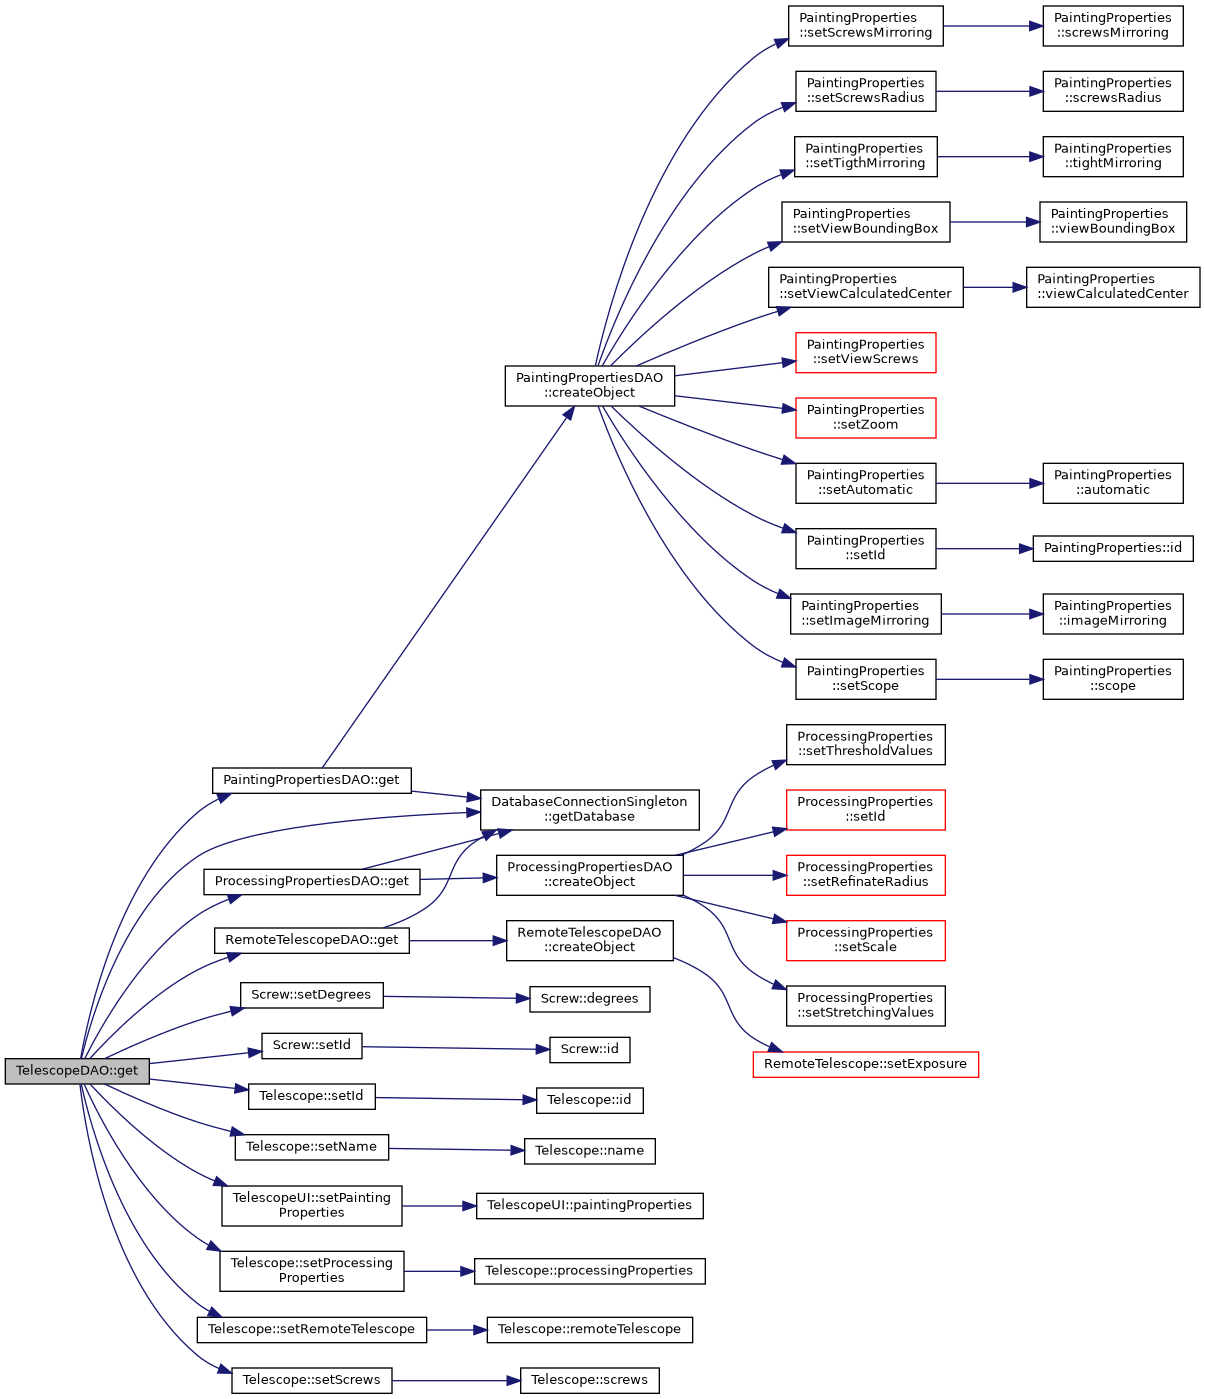 PaintingProperties
::setScrewsMirroring
PaintingProperties
::screwsMirroring
PaintingProperties
::setScrewsRadius
PaintingProperties
::screwsRadius
PaintingProperties
::setTigthMirroring
PaintingProperties
::tightMirroring
PaintingProperties
::setViewBoundingBox
PaintingProperties
::viewBoundingBox
PaintingProperties
::setViewCalculatedCenter
PaintingProperties
::viewCalculatedCenter
PaintingProperties
::setViewScrews
PaintingPropertiesDAO
::createObject
PaintingProperties
::setZoom
PaintingProperties
::setAutomatic
PaintingProperties
::automatic
PaintingProperties
::setId
PaintingProperties::id
PaintingProperties
::setImageMirroring
PaintingProperties
::imageMirroring
PaintingProperties
::setScope
PaintingProperties
::scope
ProcessingProperties
::setThresholdValues
PaintingPropertiesDAO::get
DatabaseConnectionSingleton
::getDatabase
ProcessingProperties
::setId
ProcessingPropertiesDAO::get
ProcessingPropertiesDAO
::createObject
ProcessingProperties
::setRefinateRadius
RemoteTelescopeDAO::get
RemoteTelescopeDAO
::createObject
ProcessingProperties
::setScale
Screw::setDegrees
Screw::degrees
ProcessingProperties
::setStretchingValues
Screw::setId
Screw::id
RemoteTelescope::setExposure
TelescopeDAO::get
Telescope::setId
Telescope::id
Telescope::setName
Telescope::name
TelescopeUI::setPainting
Properties
TelescopeUI::paintingProperties
Telescope::setProcessing
Properties
Telescope::processingProperties
Telescope::setRemoteTelescope
Telescope::remoteTelescope
Telescope::setScrews
Telescope::screws